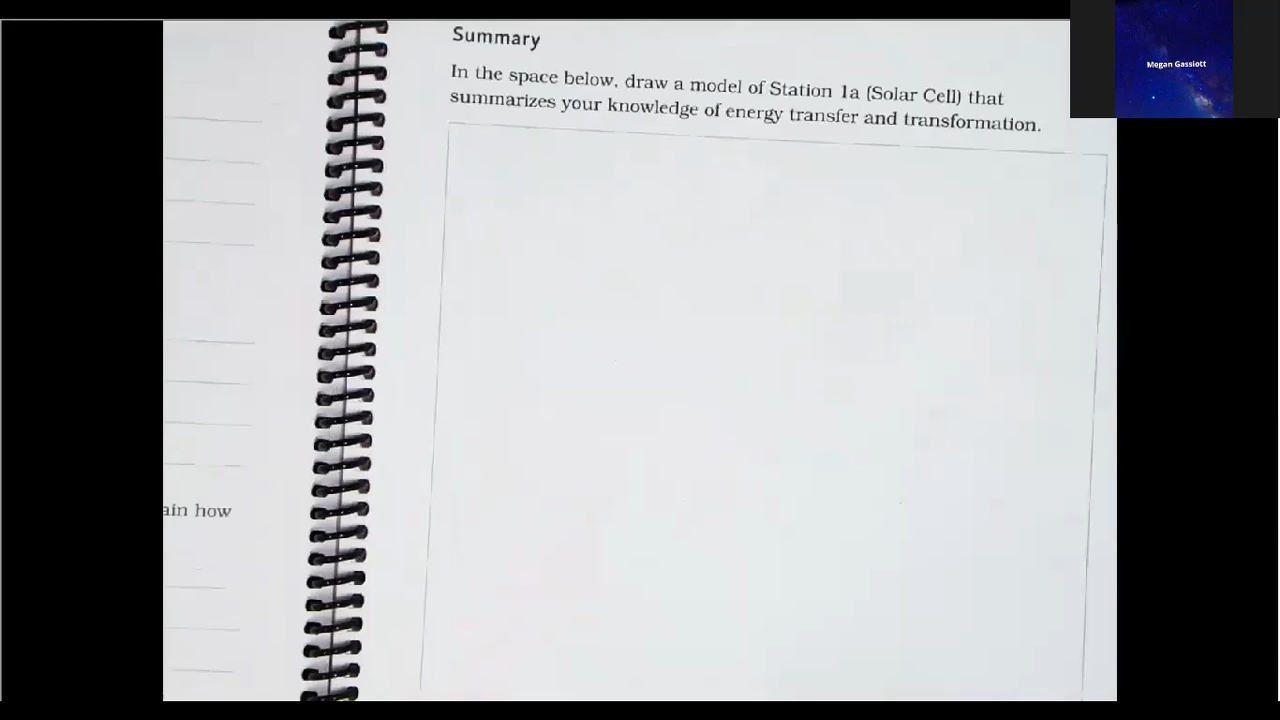 Summary
In the space below, draw a model of Station 1a (Solar Cell) that
summarizes your knowledge of energy transfer and transformation.
Megan Gassiott
ain how